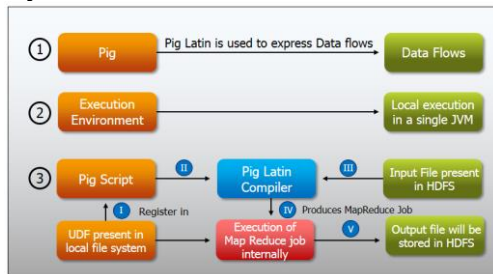 1 Pig Pig Latin is used to express Data flows Data Flows
2 Execution
Environment
Local execution
in a single JVM
3 Pig Script
II
Pig Latin
Compiler
III
Input File present
in HDFS
I Register in
IV Produces MapReduce Job
UDF present in
local file system
Execution of
Map Reduce job
internally
V
Output file will be
stored in HDFS